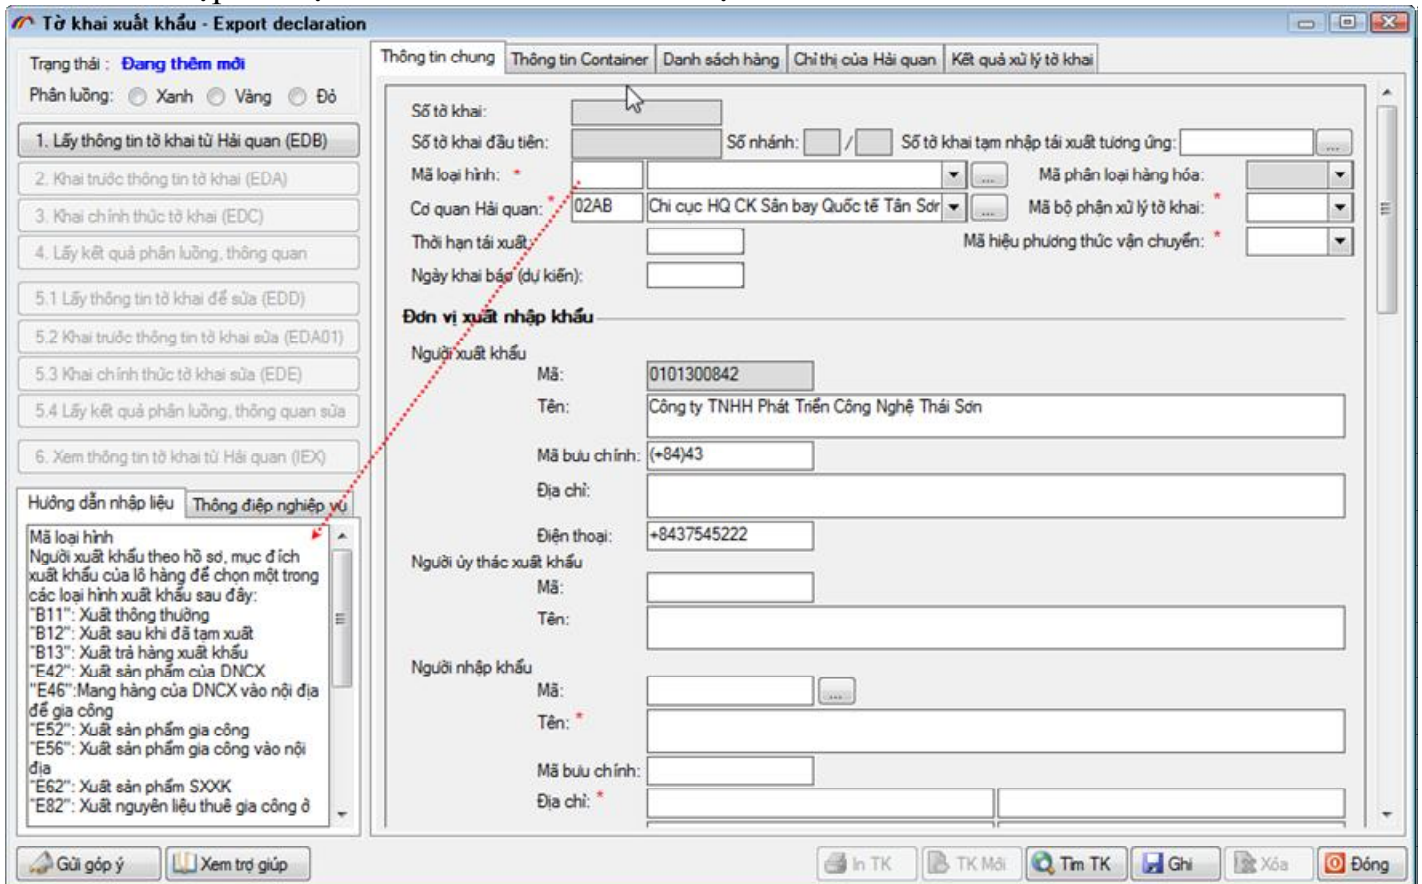 Tờ khai xuất khẩu - Export declaration
Trạng thái : Đang thêm mới
Phân luồng: Xanh Vàng Đỏ
1. Lấy thông tin tờ khai từ Hải quan (EDB)
2. Khai trước thông tin tờ khai (EDA)
3. Khai chính thức tờ khai (EDC)
4. Lấy kết quả phân luồng, thông quan
5.1 Lấy thông tin tờ khai để sửa (EDD)
5.2 Khai trước thông tin tờ khai sửa (EDA01)
5.3 Khai chính thức tờ khai sửa (EDE)
5.4 Lấy kết quả phân luồng, thông quan sửa
6. Xem thông tin tờ khai từ Hải quan (IEX)
Hướng dẫn nhập liệu Thông điệp nghiệp vụ
Mã loại hình
Người xuất khẩu theo hồ sơ, mục đích
xuất khẩu của lô hàng để chọn một trong
các loại hình xuất khẩu sau đây:
"B11": Xuất thông thường
"B12": Xuất sau khi đã tạm xuất
"B13": Xuất trả hàng xuất khẩu
"E42": Xuất sản phẩm của DNCX
"E46":Mang hàng của DNCX vào nội địa
để gia công
"E52": Xuất sản phẩm gia công
"E56": Xuất sản phẩm gia công vào nội
địa
"E62": Xuất sản phẩm SXXK
"E82": Xuất nguyên liệu thuê gia công ở
Thông tin chung Thông tin Container Danh sách hàng Chỉ thị của Hải quan Kết quả xử lý tờ khai
Số tờ khai:
Số tờ khai đầu tiên: Số nhánh: / Số tờ khai tạm nhập tái xuất tương ứng: ...
Mã loại hình: * ... Mã phân loại hàng hóa:
Cơ quan Hải quan: * 02AB Chi cục HQ CK Sân bay Quốc tế Tân Sơn ... Mã bộ phận xử lý tờ khai: *
Thời hạn tái xuất: Mã hiệu phương thức vận chuyển: *
Ngày khai báo (dự kiến):
Đơn vị xuất nhập khẩu
Người xuất khẩu
Mã: 0101300842
Tên: Công ty TNHH Phát Triển Công Nghệ Thái Sơn
Mã bưu chính: (+84)43
Địa chỉ:
Điện thoại: +8437545222
Người ủy thác xuất khẩu
Mã:
Tên:
Người nhập khẩu
Mã: ...
Tên: *
Mã bưu chính:
Địa chỉ: *
Gửi góp ý Xem trợ giúp In TK TK Mới Tìm TK Ghi Xóa Đóng